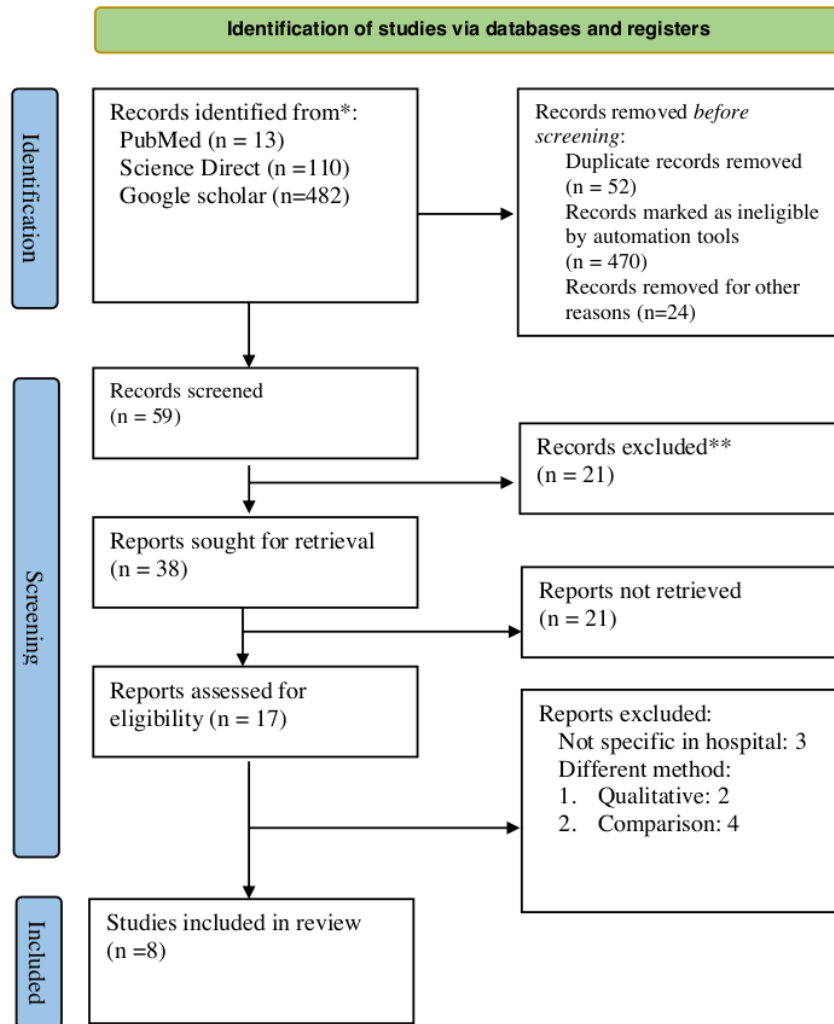 Identification of studies via databases and registers
Identification
Records identified from*:
PubMed (n = 13)
Science Direct (n =110)
Google scholar (n=482)
Records removed before
screening:
Duplicate records removed
(n = 52)
Records marked as ineligible
by automation tools
(n = 470)
Records removed for other
reasons (n=24)
Screening
Records screened
(n = 59)
Records excluded**
(n = 21)
Reports sought for retrieval
(n = 38)
Reports not retrieved
(n = 21)
Reports assessed for
eligibility (n = 17)
Reports excluded:
Not specific in hospital: 3
Different method:
1. Qualitative: 2
2. Comparison: 4
Included
Studies included in review
(n =8)